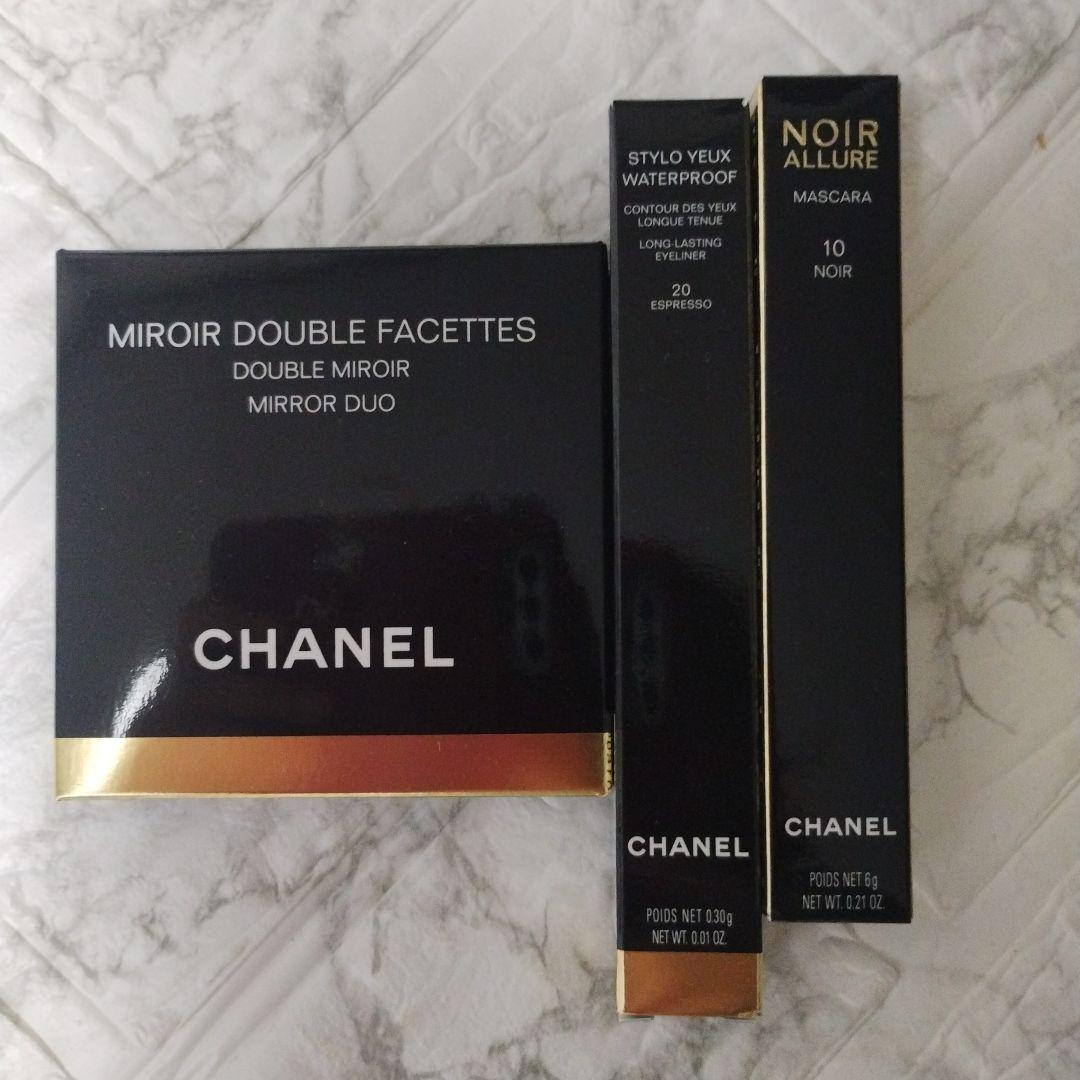 MIROIR DOUBLE FACETTES
DOUBLE MIROIR
MIRROR DUO
CHANEL
STYLO YEUX
WATERPROOF
CONTOUR DES YEUX
LONGUE TENUE
LONG-LASTING
EYELINER
20
ESPRESSO
CHANEL
POIDS NET 0.30g
NET WT. 0.01 OZ.
NOIR
ALLURE
MASCARA
10
NOIR
CHANEL
POIDS NET 6g
NET WT. 0.21 OZ.